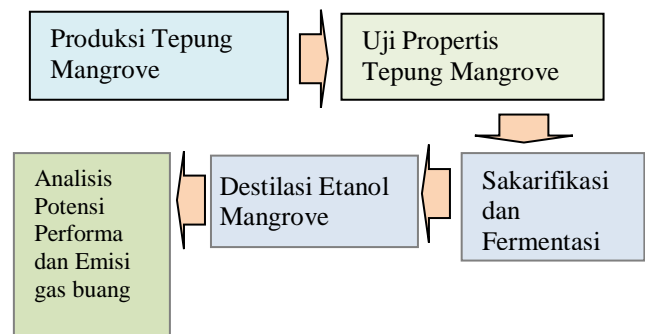 Produksi Tepung
Mangrove
Uji Propertis
Tepung Mangrove
Sakarifikasi
dan
Fermentasi
Destilasi Etanol
Mangrove
Analisis
Potensi
Performa
dan Emisi
gas buang